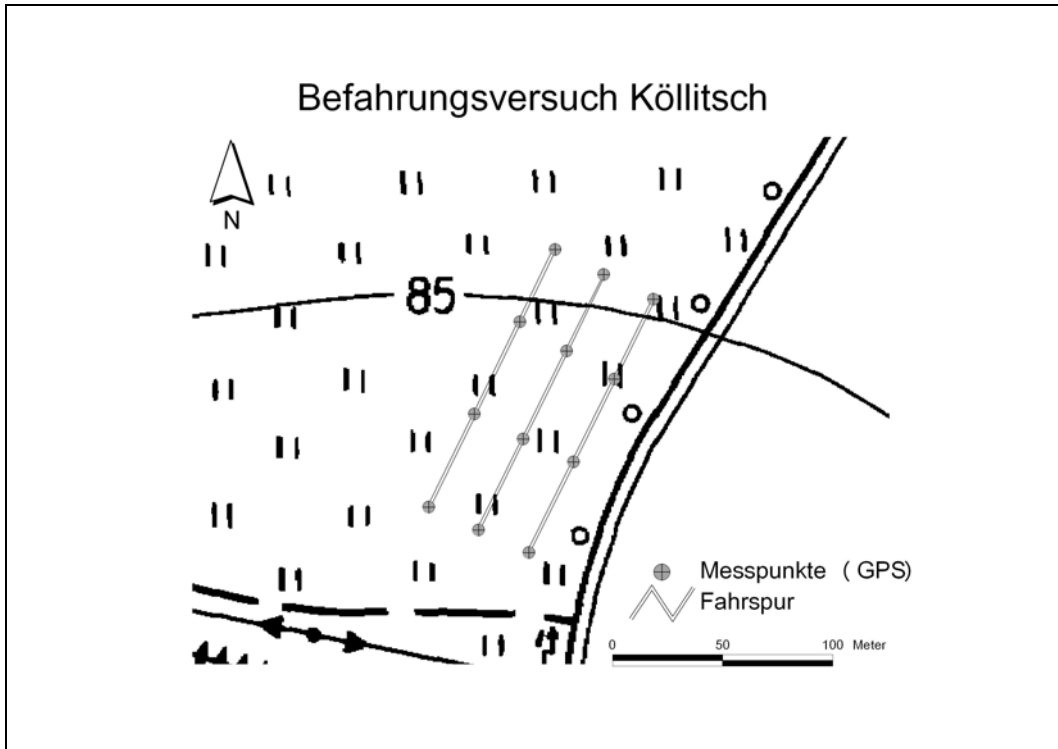 Befahrungsversuch Köllitsch
N
85
Messpunkte ( GPS)
Fahrspur
0 50 100 Meter